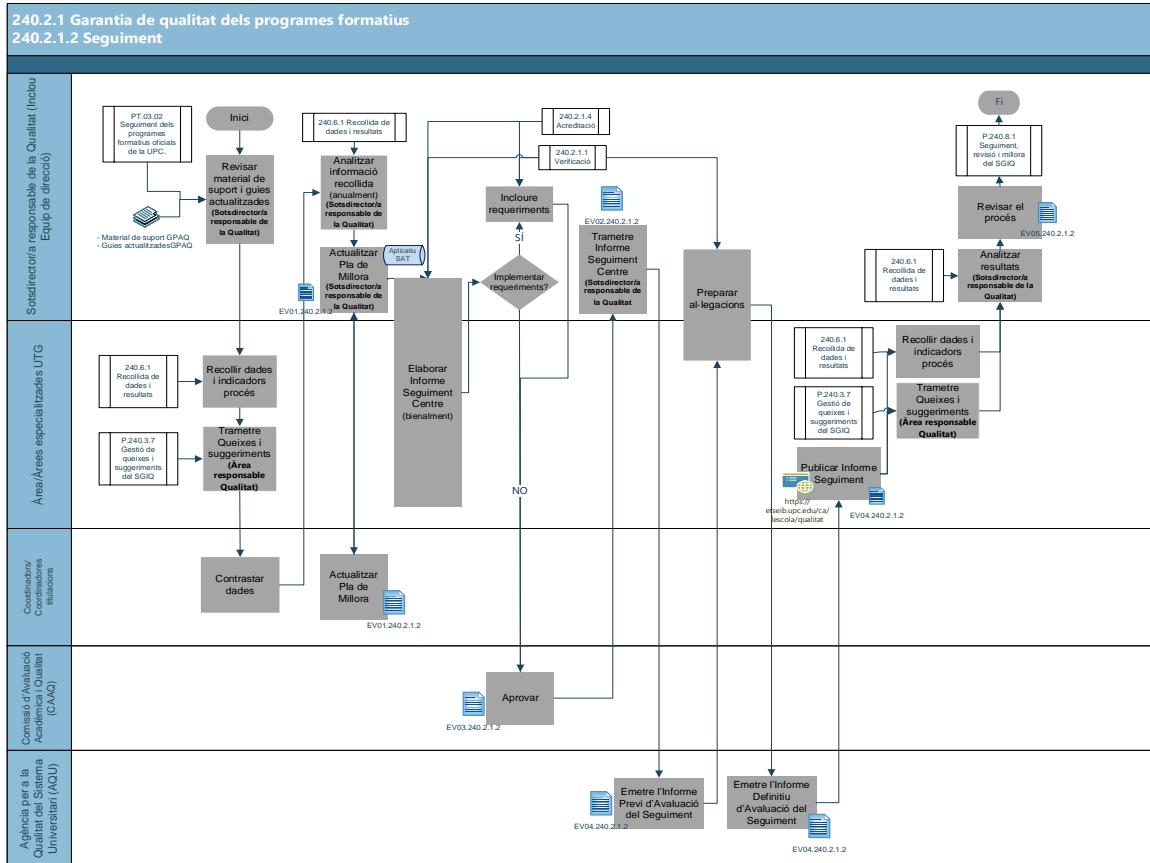 240.2.1 Garantia de qualitat dels programes formatius
240.2.1.2 Seguiment
Sotsdirector/a responsable de la Qualitat (Inclou
Equip de direcció)
PT.03.02
Seguiment dels
programes
formatius oficials
de la UPC.
- Material de suport GPAQ
- Guies actualitzadesGPAQ
Inici
Revisar
material de
suport i guies
actualitzades
(Sotsdirector/a
responsable de
la Qualitat)
240.6.1 Recollida de
dades i resultats
Analitzar
informació
recollida
(anualment)
(Sotsdirector/a
responsable de
la Qualitat)
Actualitzar
Pla de
Millora
(Sotsdirector/a
responsable de
la Qualitat)
EV01.240.2.1.2
Aplicatiu
SAT
240.2.1.4
Acreditació
240.2.1.1
Verificació
Incloure
requeriments
SÍ
Implementar
requeriments?
NO
EV02.240.2.1.2
Trametre
Informe
Seguiment
Centre
(Sotsdirector/a
responsable de
la Qualitat
Preparar
al·legacions
Fi
P.240.8.1
Seguiment,
revisió i millora
del SGIQ
Revisar el
procés
EV05.240.2.1.2
240.6.1
Recollida de
dades i
resultats
Analitzar
resultats
(Sotsdirector/a
responsable de la
Qualitat)
Àrea/Àrees especialitzades UTG
240.6.1
Recollida de
dades i
resultats
Recollir dades
i indicadors
procés
P.240.3.7
Gestió de
queixes i
suggeriments
del SGIQ
Trametre
Queixes i
suggeriments
(Àrea
responsable
Qualitat)
Elaborar
Informe
Seguiment
Centre
(bienalment)
240.6.1
Recollida de
dades i
resultats
Recollir dades i
indicadors
procés
P.240.3.7
Gestió de
queixes i
suggeriments
del SGIQ
Trametre
Queixes i
suggeriments
(Àrea responsable
Qualitat)
Publicar Informe
Seguiment
https://
etseib.upc.edu/ca/
lescola/qualitat
EV04.240.2.1.2
Coordinadors/
Coordinadores
titulacions
Contrastar
dades
Actualitzar
Pla de
Millora
EV01.240.2.1.2
Comissió d'Avaluació
Acadèmica i Qualitat
(CAAQ)
Aprovar
EV03.240.2.1.2
Agència per a la
Qualitat del Sistema
Universitari (AQU)
Emetre l'Informe
Previ d'Avaluació
del Seguiment
EV04.240.2.1.2
Emetre l'Informe
Definitiu
d'Avaluació del
Seguiment
EV04.240.2.1.2